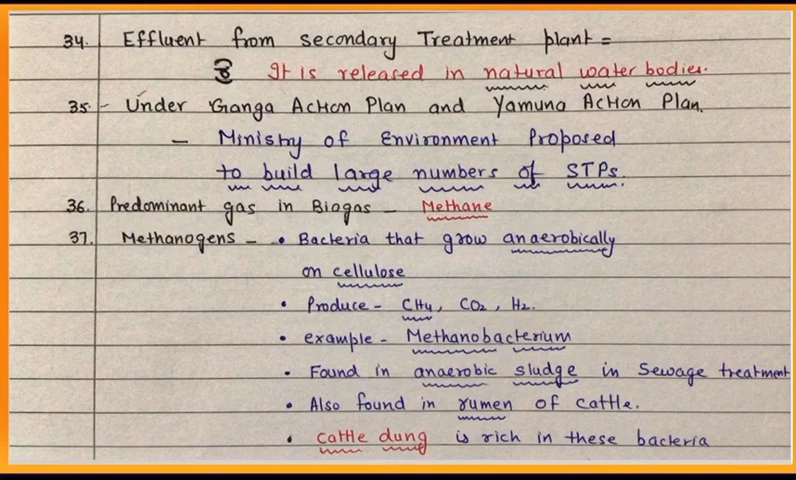 34. Effluent from secondary Treatment plant =
It is released in natural water bodies.
35. - Under Ganga Action Plan and Yamuna Action Plan.
- Ministry of Environment Proposed
to build large numbers of STPs.
36. Predominant gas in Biogas - Methane
37. Methanogens - • Bacteria that grow anaerobically
on cellulose
• Produce - CH4, CO2, H2.
• example - Methanobacterium
• Found in anaerobic sludge in Sewage treatment
• Also found in rumen of cattle.
• cattle dung is rich in these bacteria